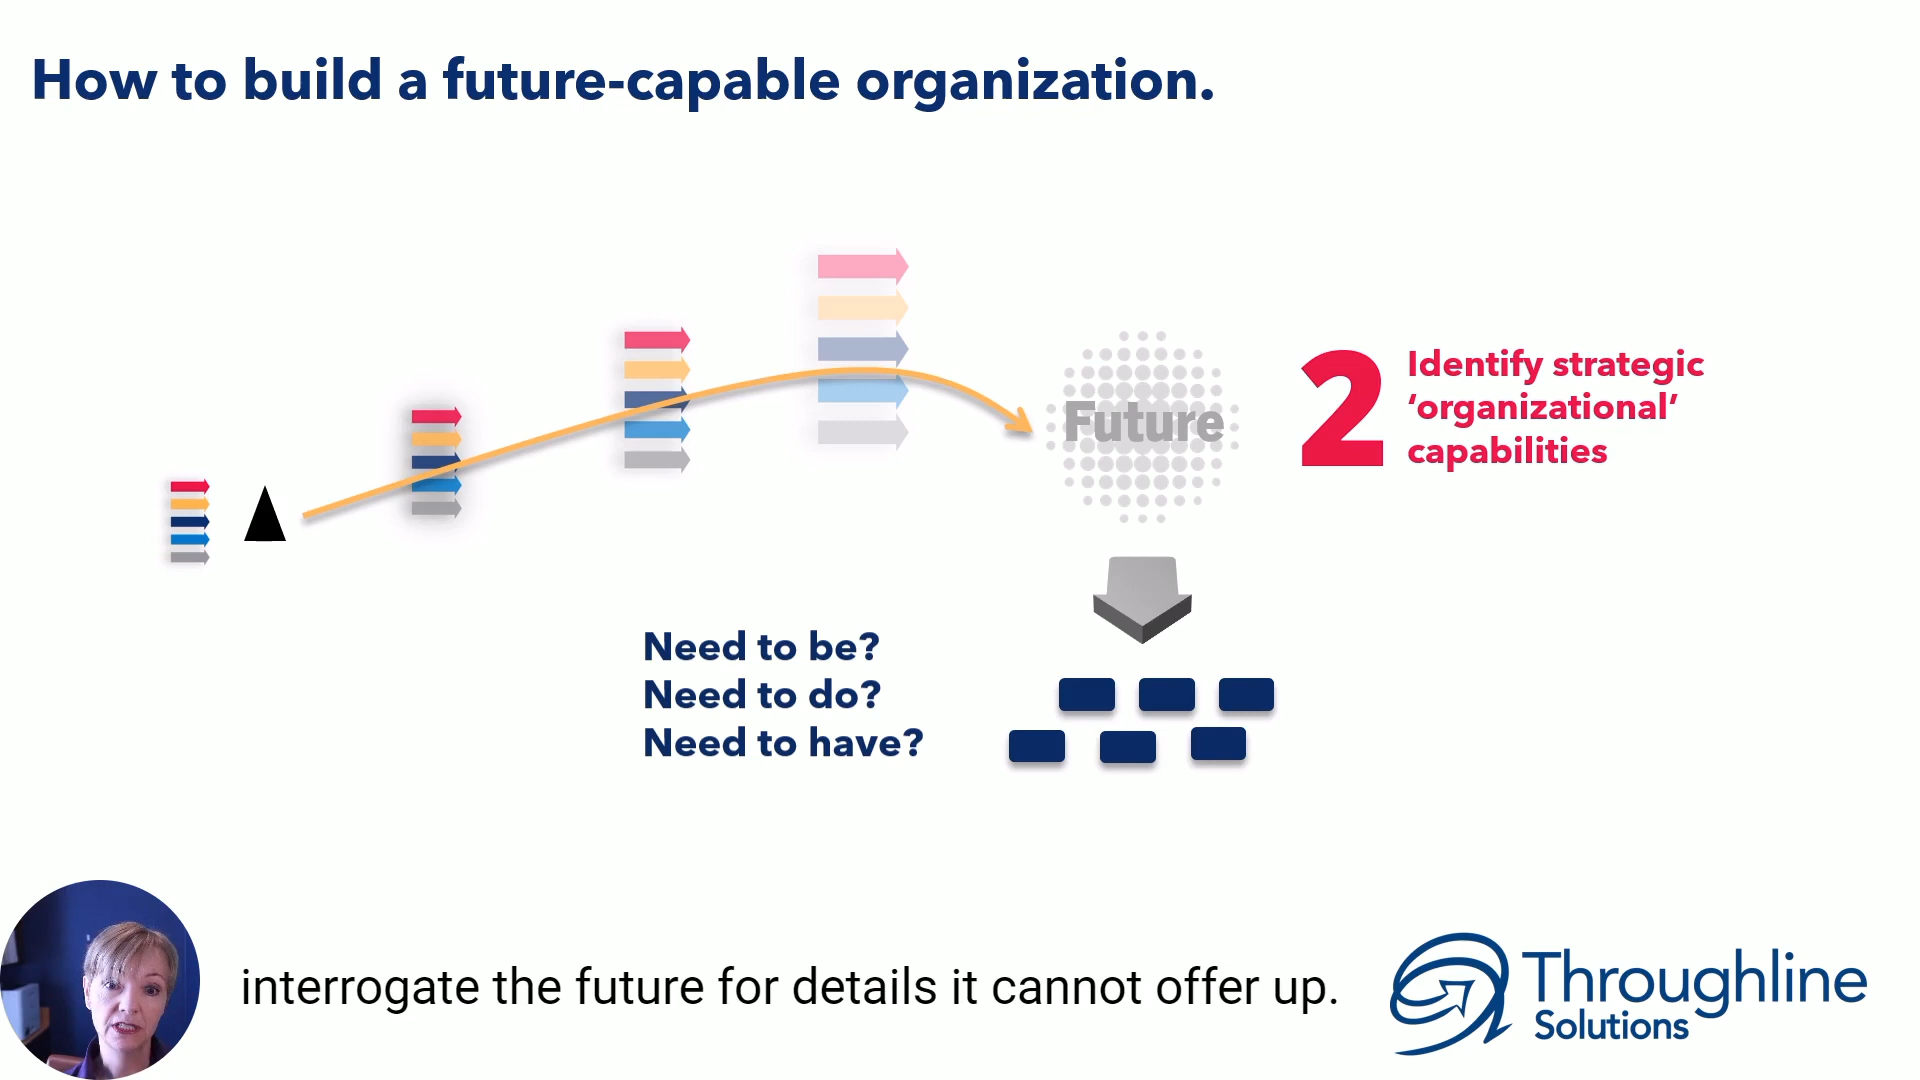 How to build a future-capable organization.
Future
2
Identify strategic
‘organizational’
capabilities
Need to be?
Need to do?
Need to have?
interrogate the future for details it cannot offer up.
Throughline
Solutions